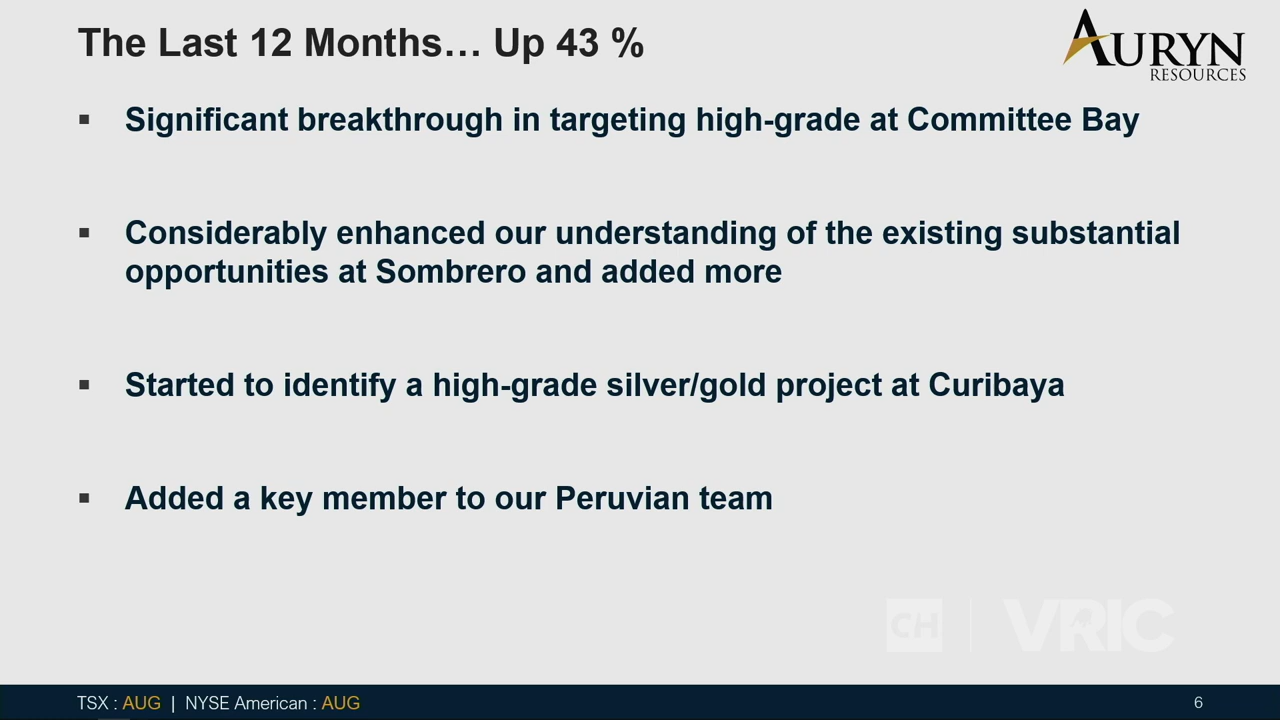 The Last 12 Months… Up 43 %
AURYN
RESOURCES
▪ Significant breakthrough in targeting high-grade at Committee Bay
▪ Considerably enhanced our understanding of the existing substantial
opportunities at Sombrero and added more
▪ Started to identify a high-grade silver/gold project at Curibaya
▪ Added a key member to our Peruvian team
CH | VRIC
TSX : AUG | NYSE American : AUG
6